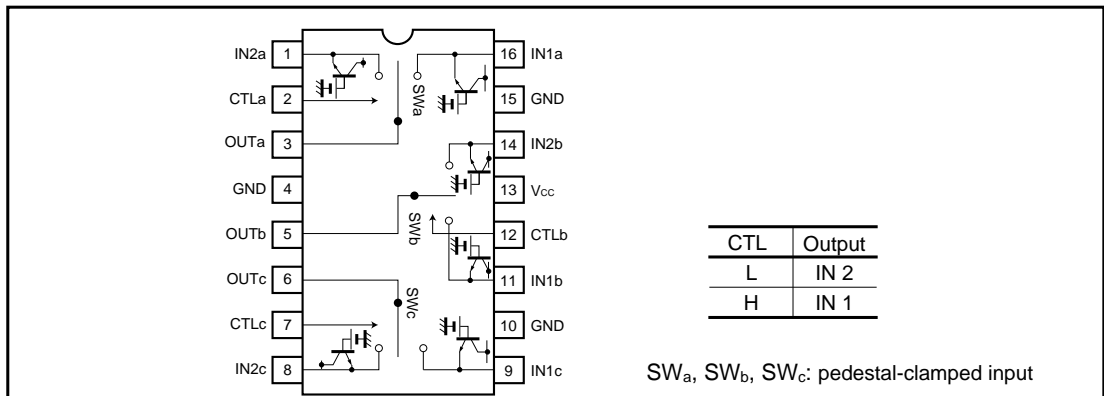 IN2a 1 16 IN1a
CTLa 2 SWa 15 GND
OUTa 3 14 IN2b
GND 4 13 Vcc
OUTb 5 SWb 12 CTLb
OUTc 6 11 IN1b
CTLc 7 SWc 10 GND
IN2c 8 9 IN1c
CTL Output
L IN 2
H IN 1
SWa, SWb, SWc: pedestal-clamped input